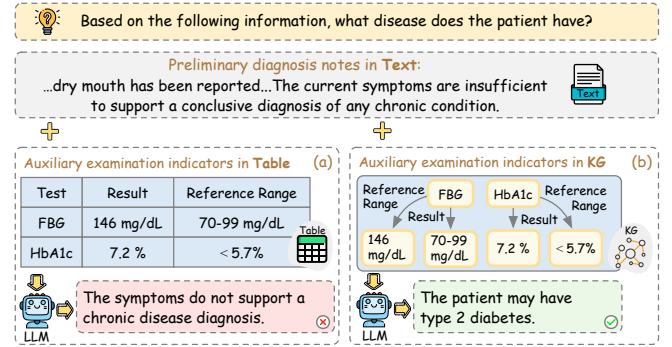 Based on the following information, what disease does the patient have?
Preliminary diagnosis notes in Text:
...dry mouth has been reported...The current symptoms are insufficient
to support a conclusive diagnosis of any chronic condition.
Text
Auxiliary examination indicators in Table (a)
Test Result Reference Range
FBG 146 mg/dL 70-99 mg/dL
HbA1c 7.2 % <5.7%
Table
LLM
The symptoms do not support a
chronic disease diagnosis.
Auxiliary examination indicators in KG (b)
Reference
Range
FBG
HbA1c
Reference
Range
Result
Result
146
mg/dL
70-99
mg/dL
7.2 %
<5.7%
KG
LLM
The patient may have
type 2 diabetes.